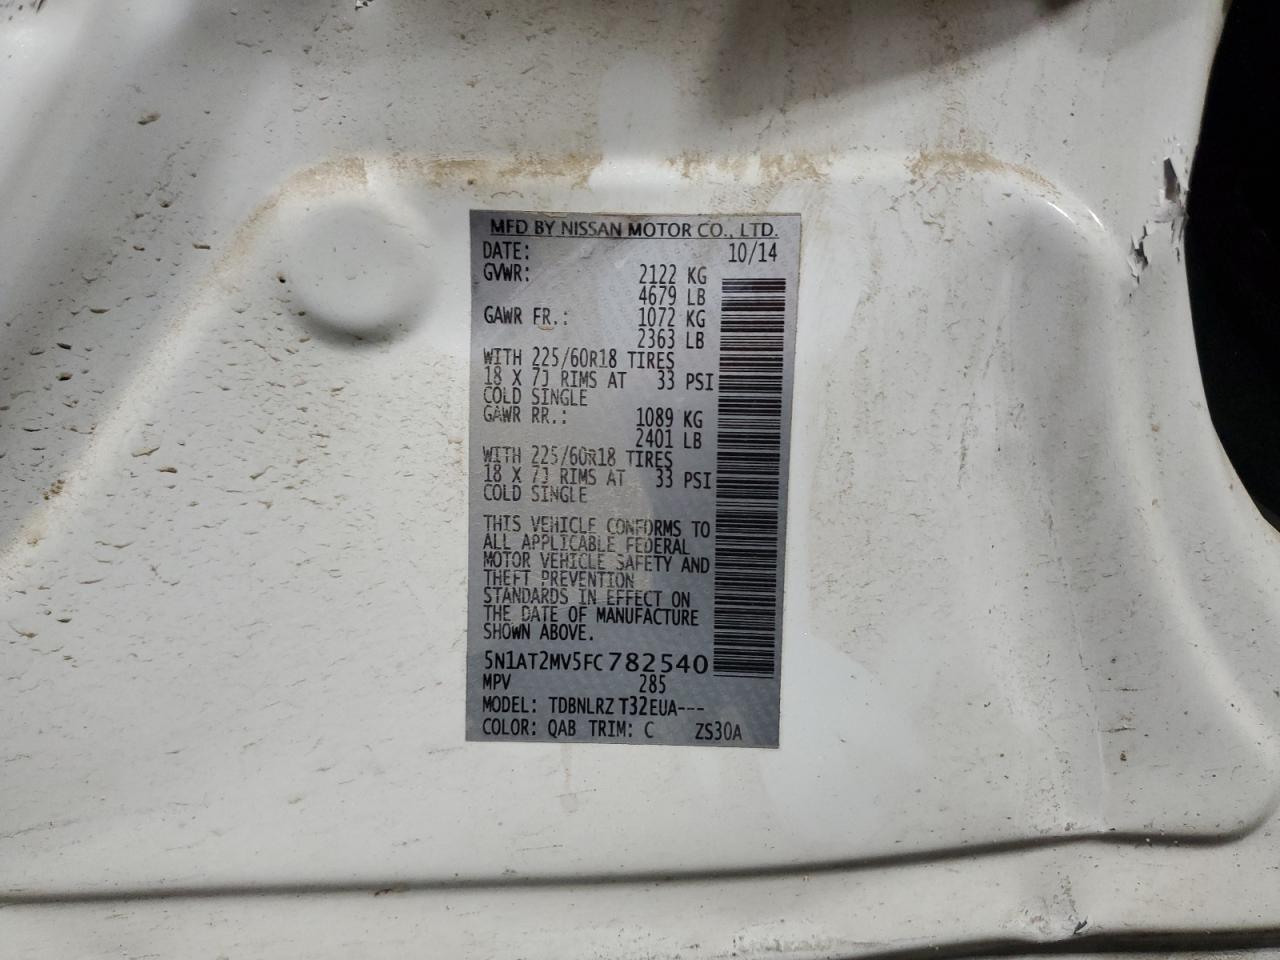 MFD BY NISSAN MOTOR CO., LTD.
DATE: 10/14
GVWR: 2122 KG
4679 LB
GAWR FR.: 1072 KG
2363 LB
WITH 225/60R18 TIRES
18 X 7J RIMS AT 33 PSI
COLD SINGLE
GAWR RR.: 1089 KG
2401 LB
WITH 225/60R18 TIRES
18 X 7J RIMS AT 33 PSI
COLD SINGLE
THIS VEHICLE CONFORMS TO
ALL APPLICABLE FEDERAL
MOTOR VEHICLE SAFETY AND
THEFT PREVENTION
STANDARDS IN EFFECT ON
THE DATE OF MANUFACTURE
SHOWN ABOVE.
5N1AT2MV5FC782540
MPV 285
MODEL: TDBNLRZ T32EUA---
COLOR: QAB TRIM: C ZS30A